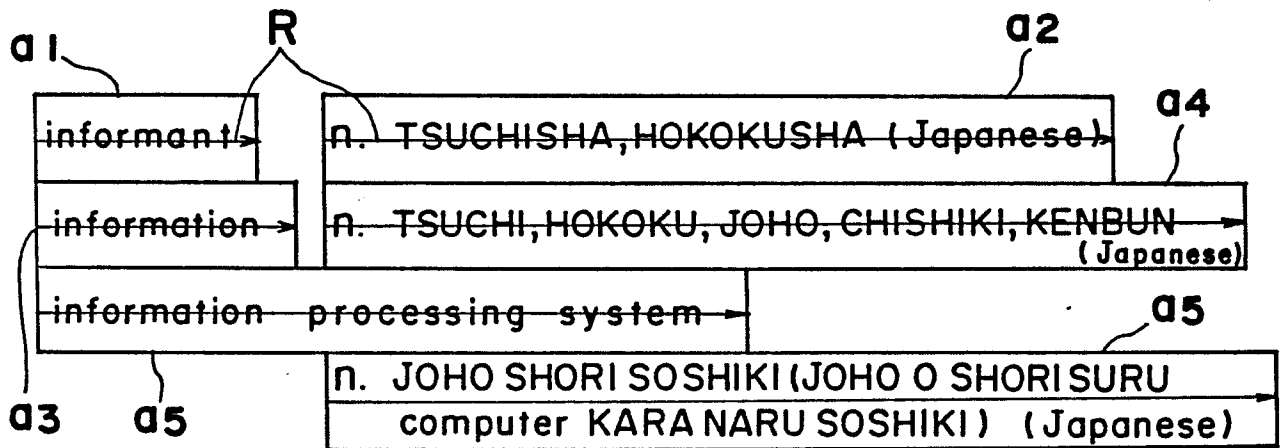 a1 R a2
informant n. TSUCHISHA, HOKOKUSHA (Japanese) a4
information n. TSUCHI, HOKOKU, JOHO, CHISHIKI, KENBUN
(Japanese)
information processing system
a5
n. JOHO SHORI SOSHIKI (JOHO O SHORI SURU
a3 a5 computer KARA NARU SOSHIKI) (Japanese)